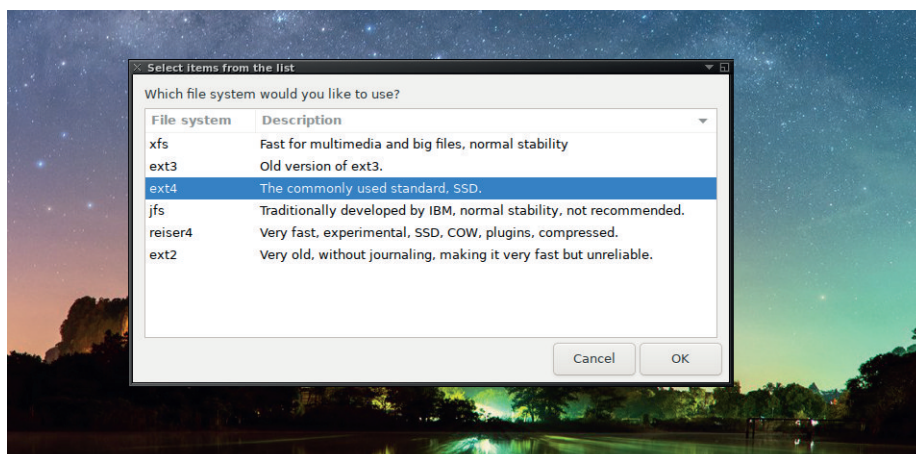 Select items from the list
Which file system would you like to use?
File system Description
xfs Fast for multimedia and big files, normal stability
ext3 Old version of ext3.
ext4 The commonly used standard, SSD.
jfs Traditionally developed by IBM, normal stability, not recommended.
reiser4 Very fast, experimental, SSD, COW, plugins, compressed.
ext2 Very old, without journaling, making it very fast but unreliable.
Cancel OK